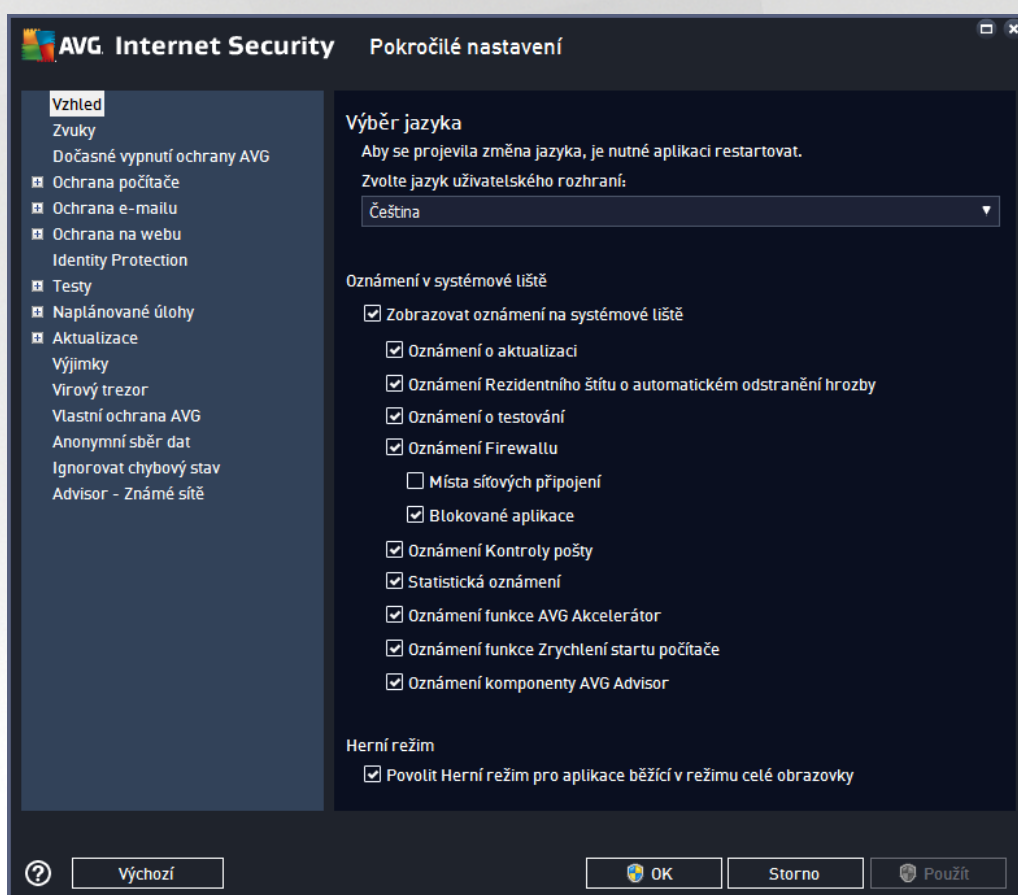 AVG. Internet Security Pokročilé nastavení
Vzhled
Zvuky
Dočasné vypnutí ochrany AVG
Ochrana počítače
Ochrana e-mailu
Ochrana na webu
Identity Protection
Testy
Naplánované úlohy
Aktualizace
Výjimky
Virový trezor
Vlastní ochrana AVG
Anonymní sběr dat
Ignorovat chybový stav
Advisor - Známé sítě
Výběr jazyka
Aby se projevila změna jazyka, je nutné aplikaci restartovat.
Zvolte jazyk uživatelského rozhraní:
Čeština
Oznámení v systémové liště
Zobrazovat oznámení na systémové liště
Oznámení o aktualizaci
Oznámení Rezidentního štítu o automatickém odstranění hrozby
Oznámení o testování
Oznámení Firewallu
Místa síťových připojení
Blokované aplikace
Oznámení Kontroly pošty
Statistická oznámení
Oznámení funkce AVG Akcelerátor
Oznámení funkce Zrychlení startu počítače
Oznámení komponenty AVG Advisor
Herní režim
Povolit Herní režim pro aplikace běžící v režimu celé obrazovky
? Výchozí OK Storno Použít